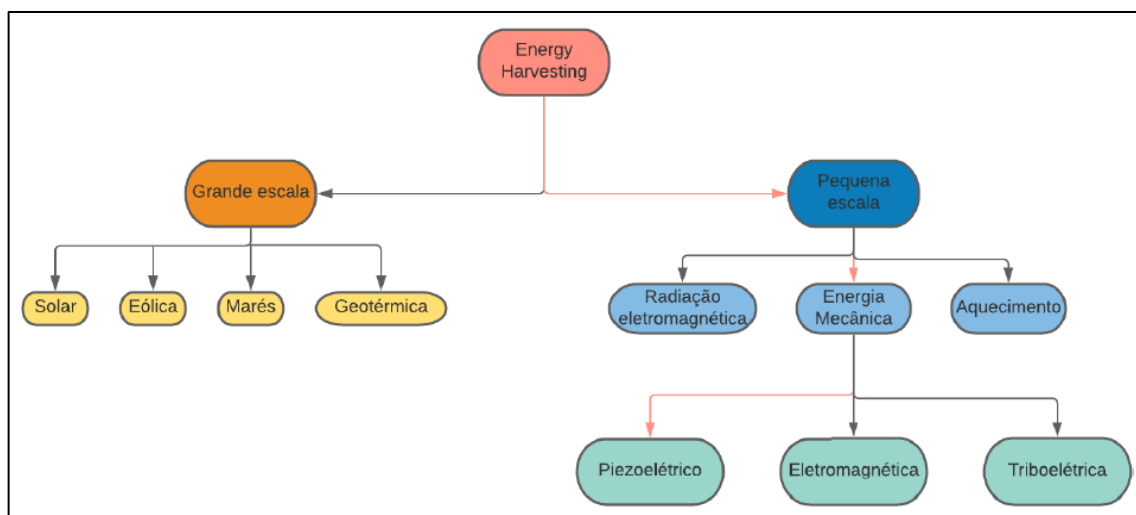 Energy
Harvesting
Grande escala
Pequena
escala
Solar
Eólica
Marés
Geotérmica
Radiação
eletromagnética
Energia
Mecânica
Aquecimento
Piezoelétrico
Eletromagnética
Triboelétrica